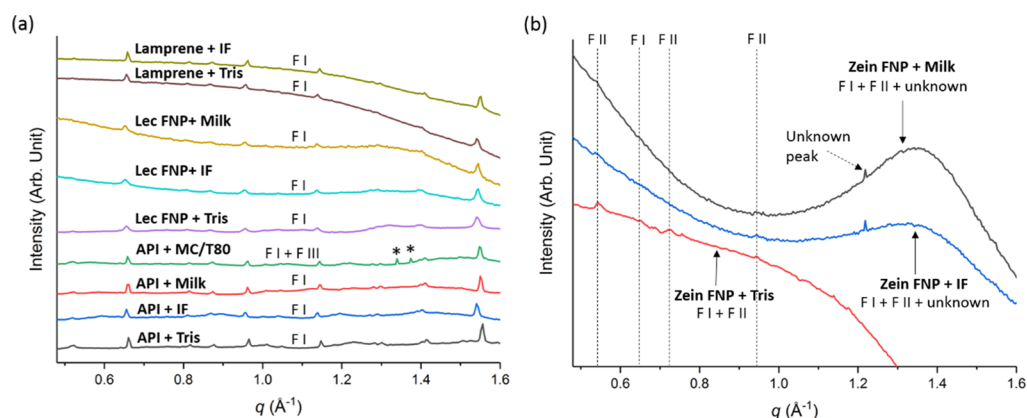 (a)
Intensity (Arb. Unit)
Lamprene + IF
F I
Lamprene + Tris
Lec FNP+ Milk
F I
Lec FNP+ IF
F I
Lec FNP + Tris
F I
API + MC/T80
F I + F III
* *
API + Milk
F I
API + IF
F I
API + Tris
F I
0.6 0.8 1.0 1.2 1.4 1.6
q (Å⁻¹)
(b)
Intensity (Arb. Unit)
F II F I F II F II
Zein FNP + Milk
F I + F II + unknown
Unknown
peak
Zein FNP + Tris
F I + F II
Zein FNP + IF
F I + F II + unknown
0.6 0.8 1.0 1.2 1.4 1.6
q (Å⁻¹)